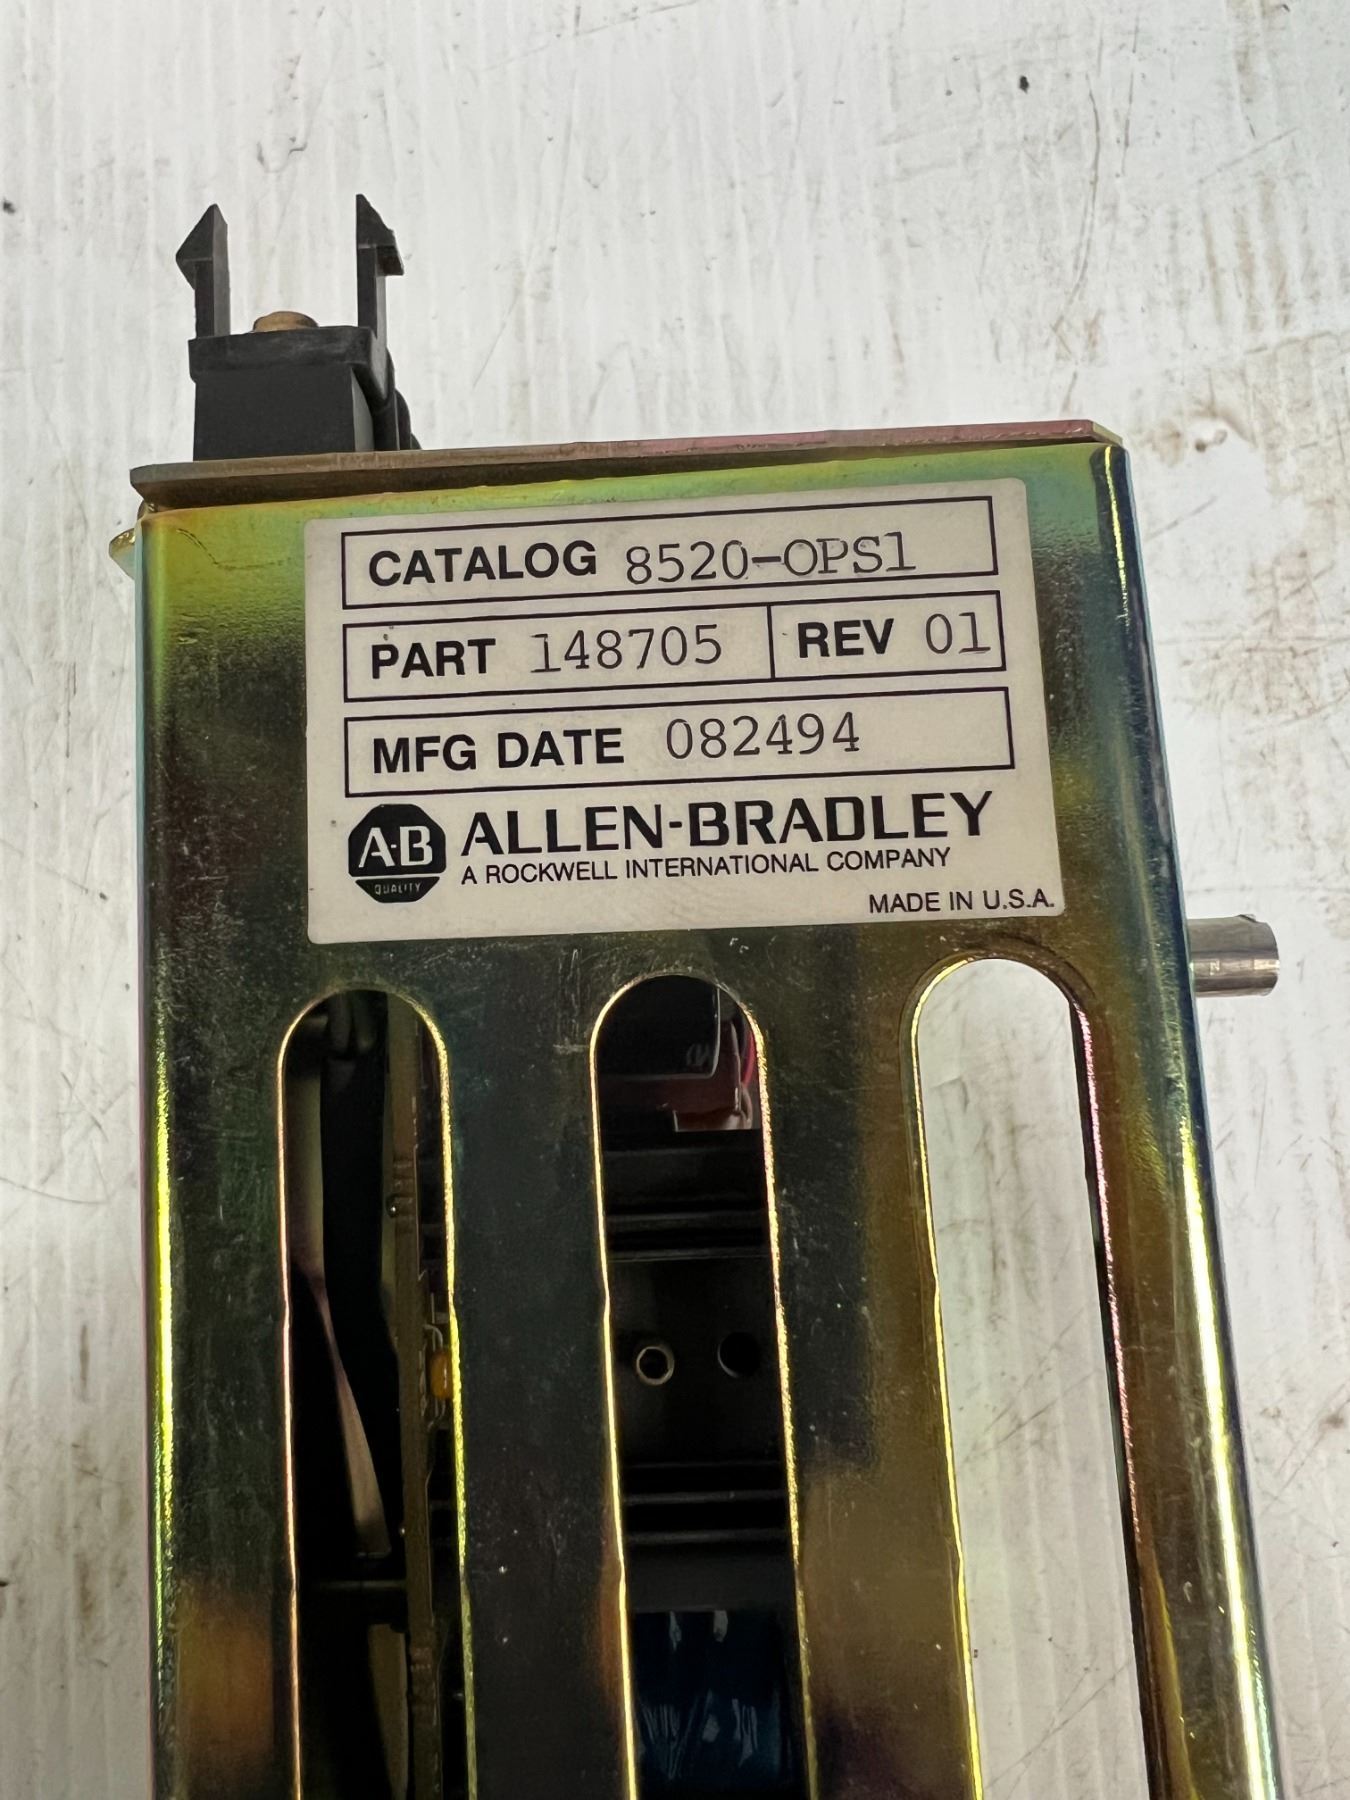 CATALOG 8520-OPS1
PART 148705 REV 01
MFG DATE 082494
A-B QUALITY ALLEN-BRADLEY
A ROCKWELL INTERNATIONAL COMPANY
MADE IN U.S.A.